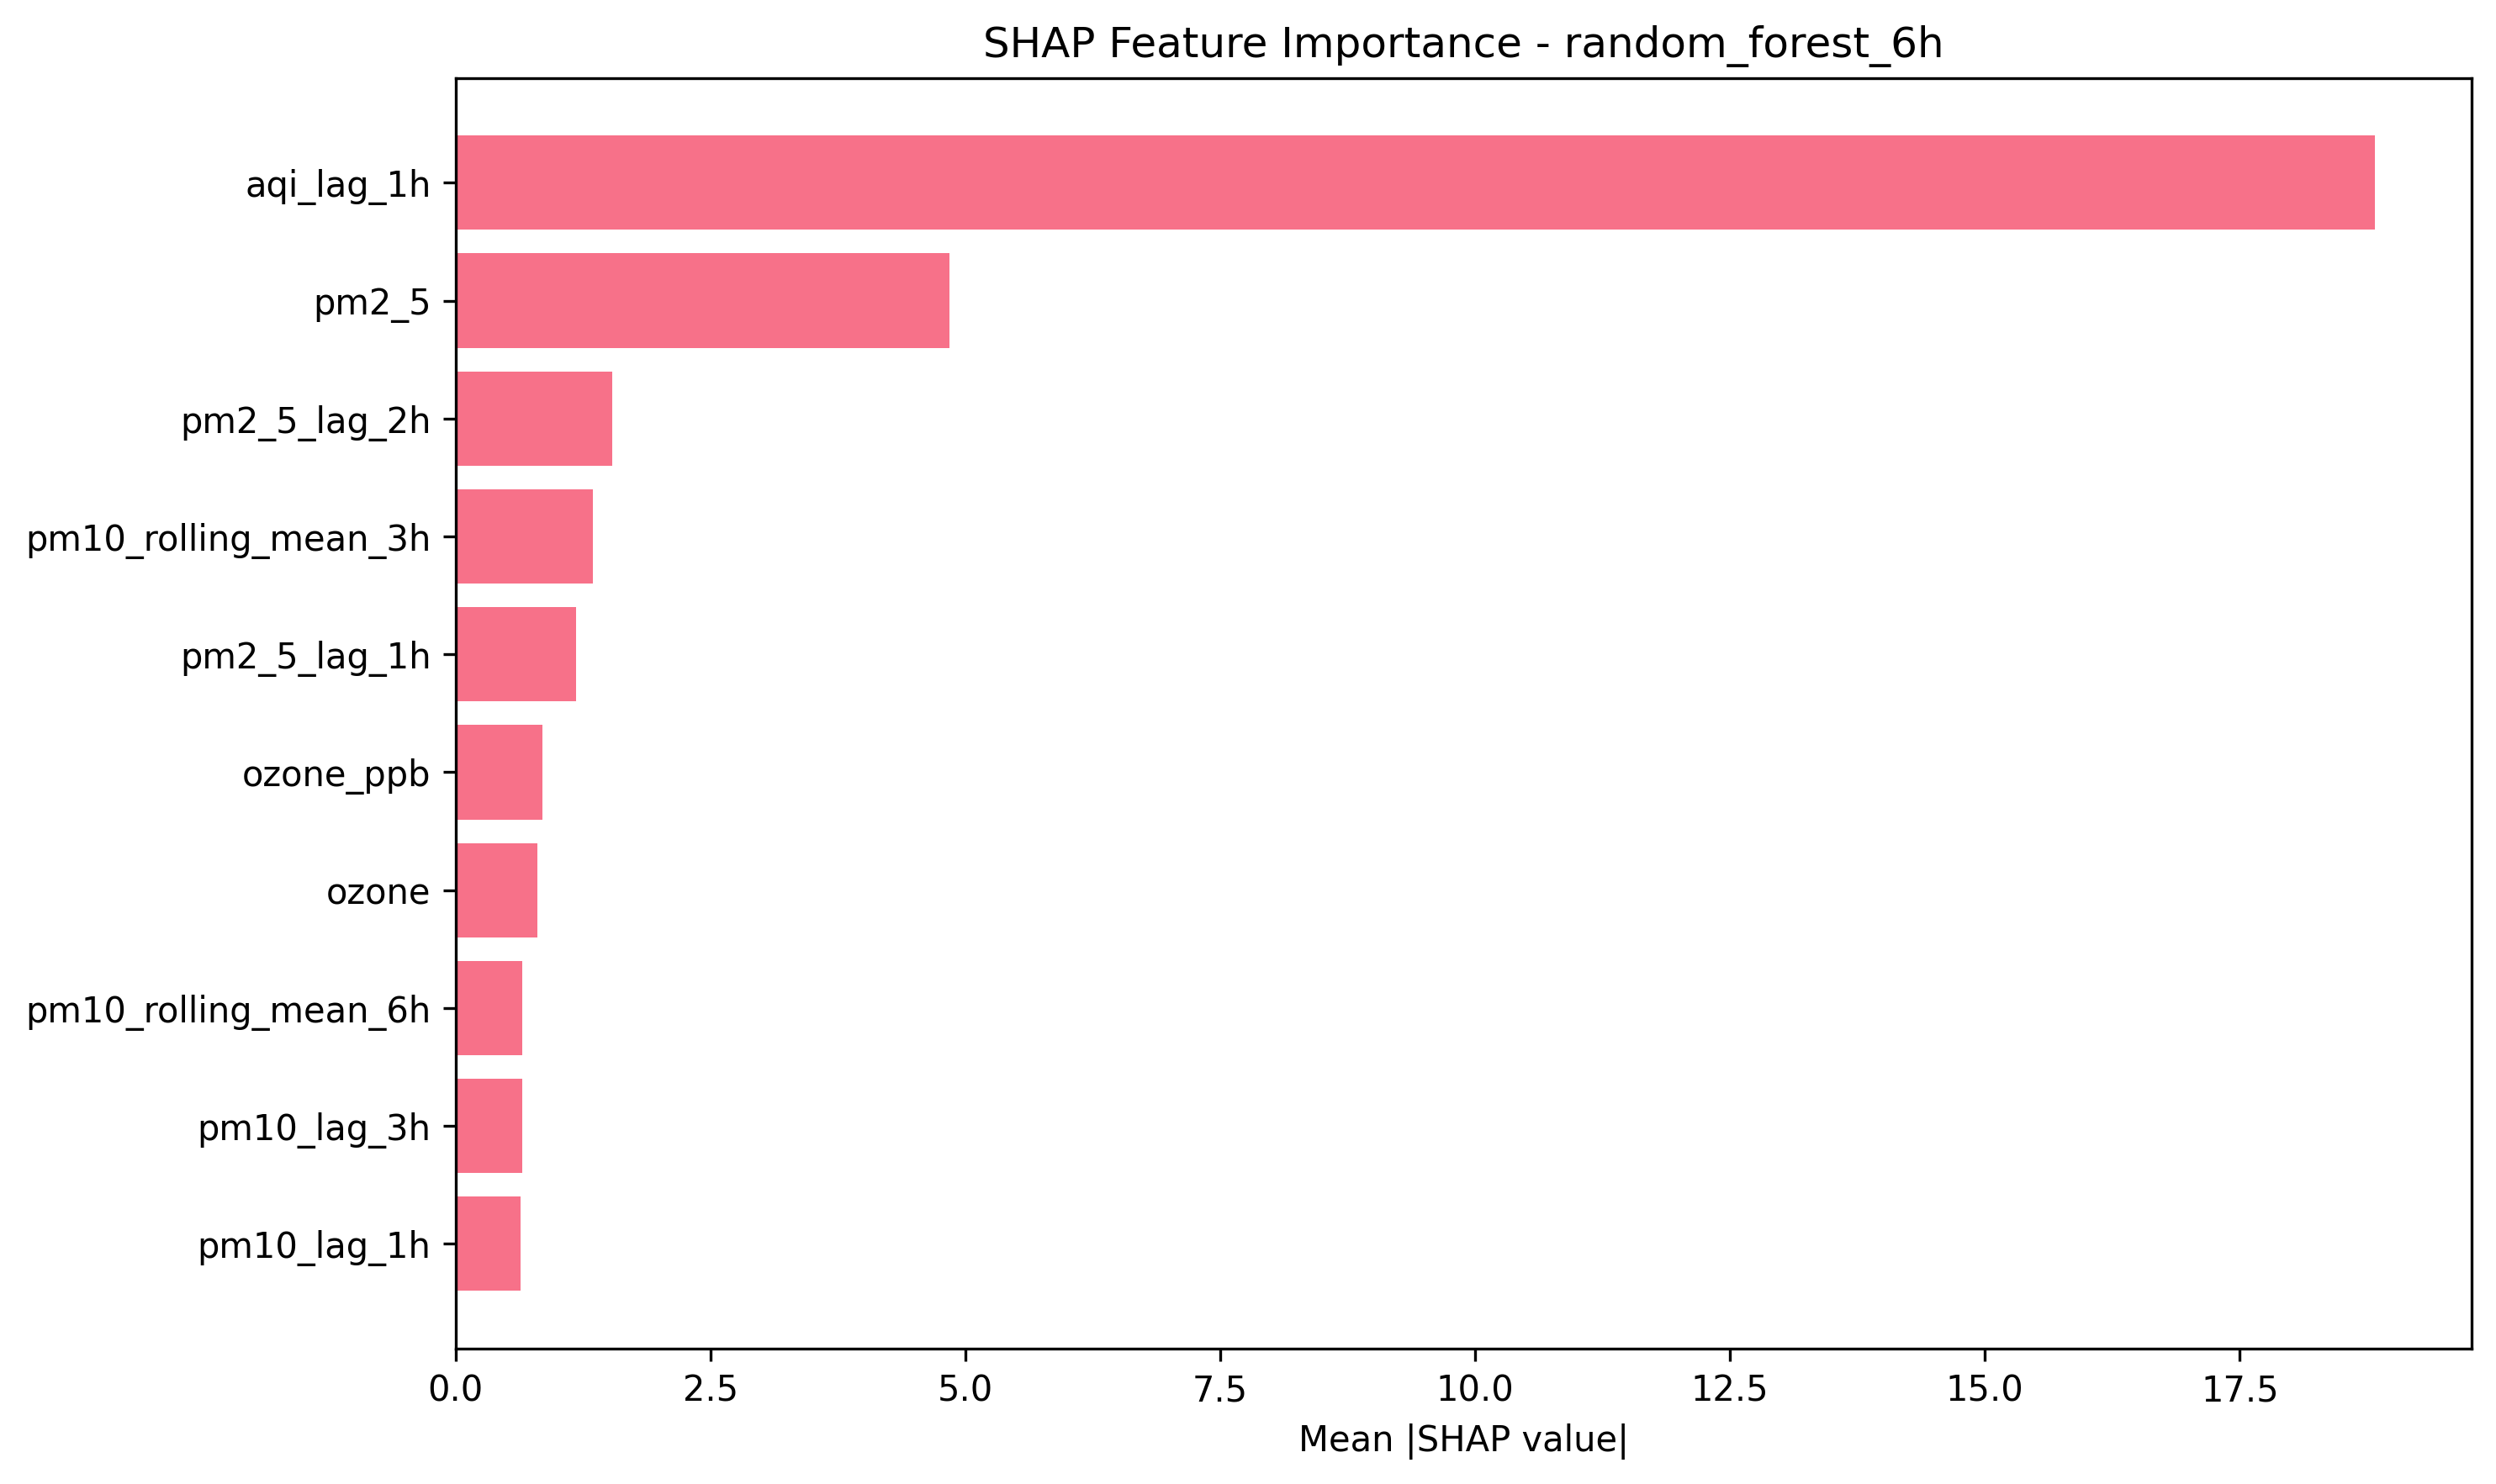 SHAP Feature Importance - random_forest_6h
aqi_lag_1h
pm2_5
pm2_5_lag_2h
pm10_rolling_mean_3h
pm2_5_lag_1h
ozone_ppb
ozone
pm10_rolling_mean_6h
pm10_lag_3h
pm10_lag_1h
0.0 2.5 5.0 7.5 10.0 12.5 15.0 17.5
Mean |SHAP value|